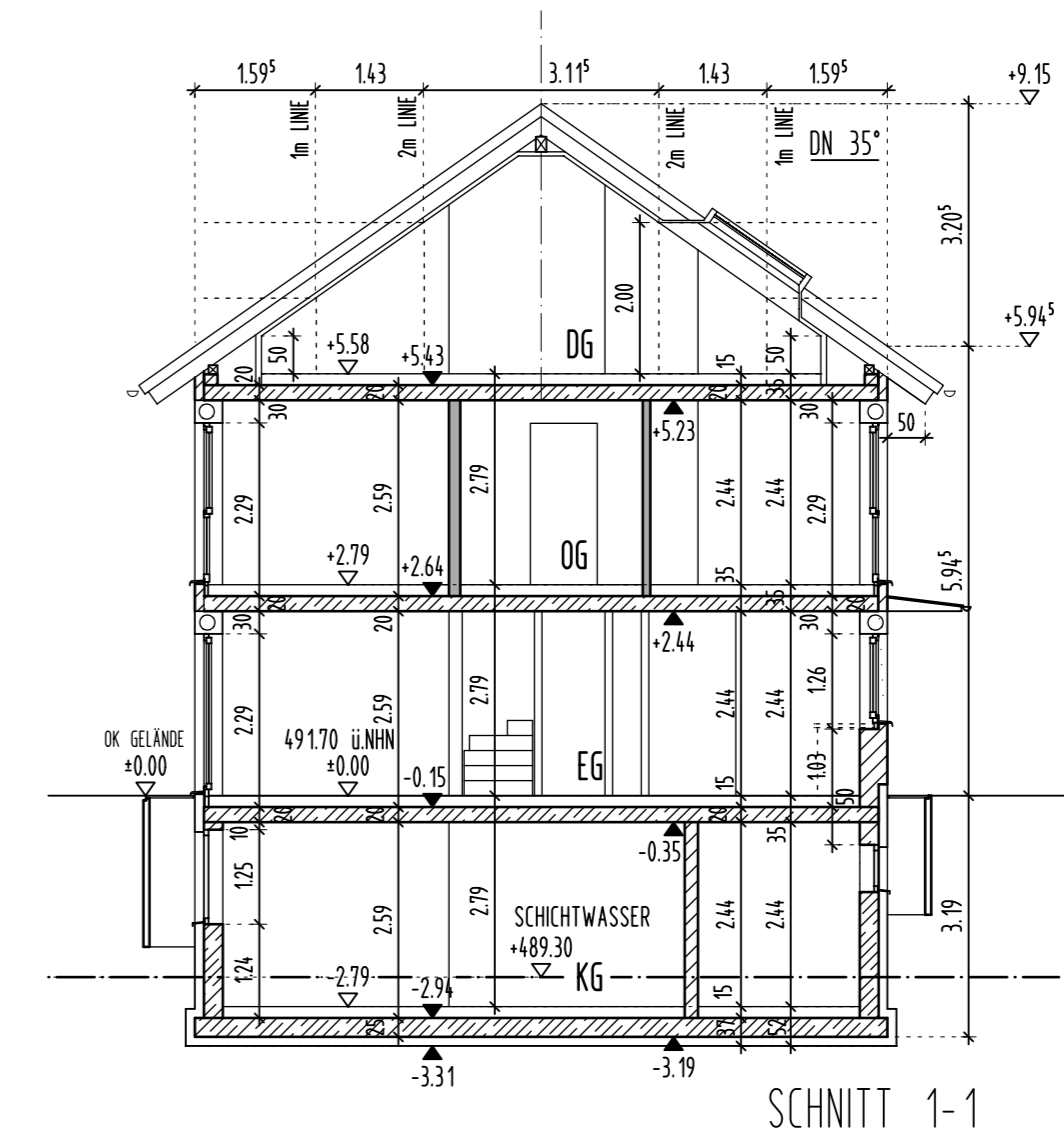 1.59⁵ 1.43 3.11⁵ 1.43 1.59⁵ +9.15
1m LINIE 2m LINIE 2m LINIE 1m LINIE DN 35°
3.20⁵
2.00
+5.94⁵
50 +5.58 +5.43 DG 15 50
20 20 20 35
30 +5.23 30 50
2.29 2.59 2.79 2.44 2.44 2.29
OG
+2.79 +2.64 35 5.94⁵
20 35 20
30 20 +2.44 30
2.79 1.26
2.29 2.59 2.44 2.44
OK GELÄNDE 491.70 ü.NHN
±0.00 ±0.00 -0.15 EG 15 1.03
20 20 20 50
10 -0.35 35
1.25 2.59 2.79 2.44 2.44 3.19
SCHICHTWASSER
+489.30
1.24 -2.79 -2.94 KG 15
25 37 52
-3.31 -3.19
SCHNITT 1-1